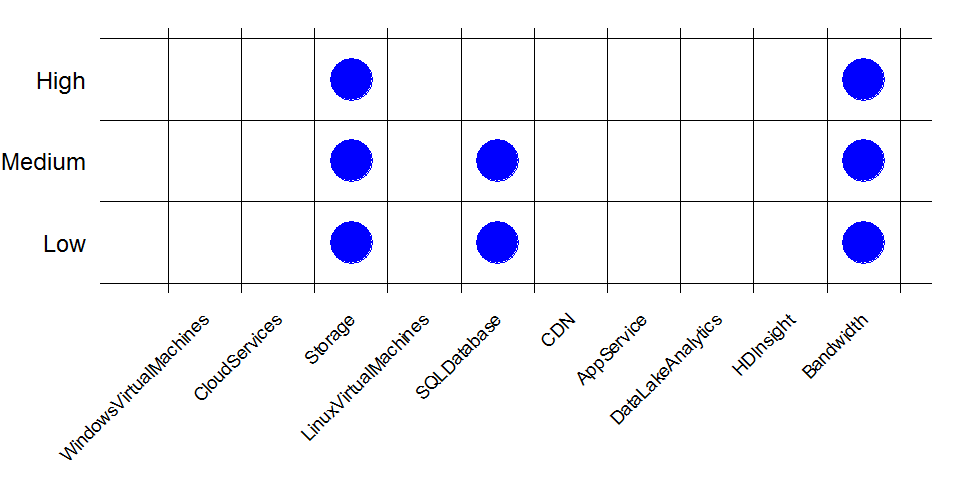 High
Medium
Low
WindowsVirtualMachines
CloudServices
Storage
LinuxVirtualMachines
SQLDatabase
CDN
AppService
DataLakeAnalytics
HDInsight
Bandwidth